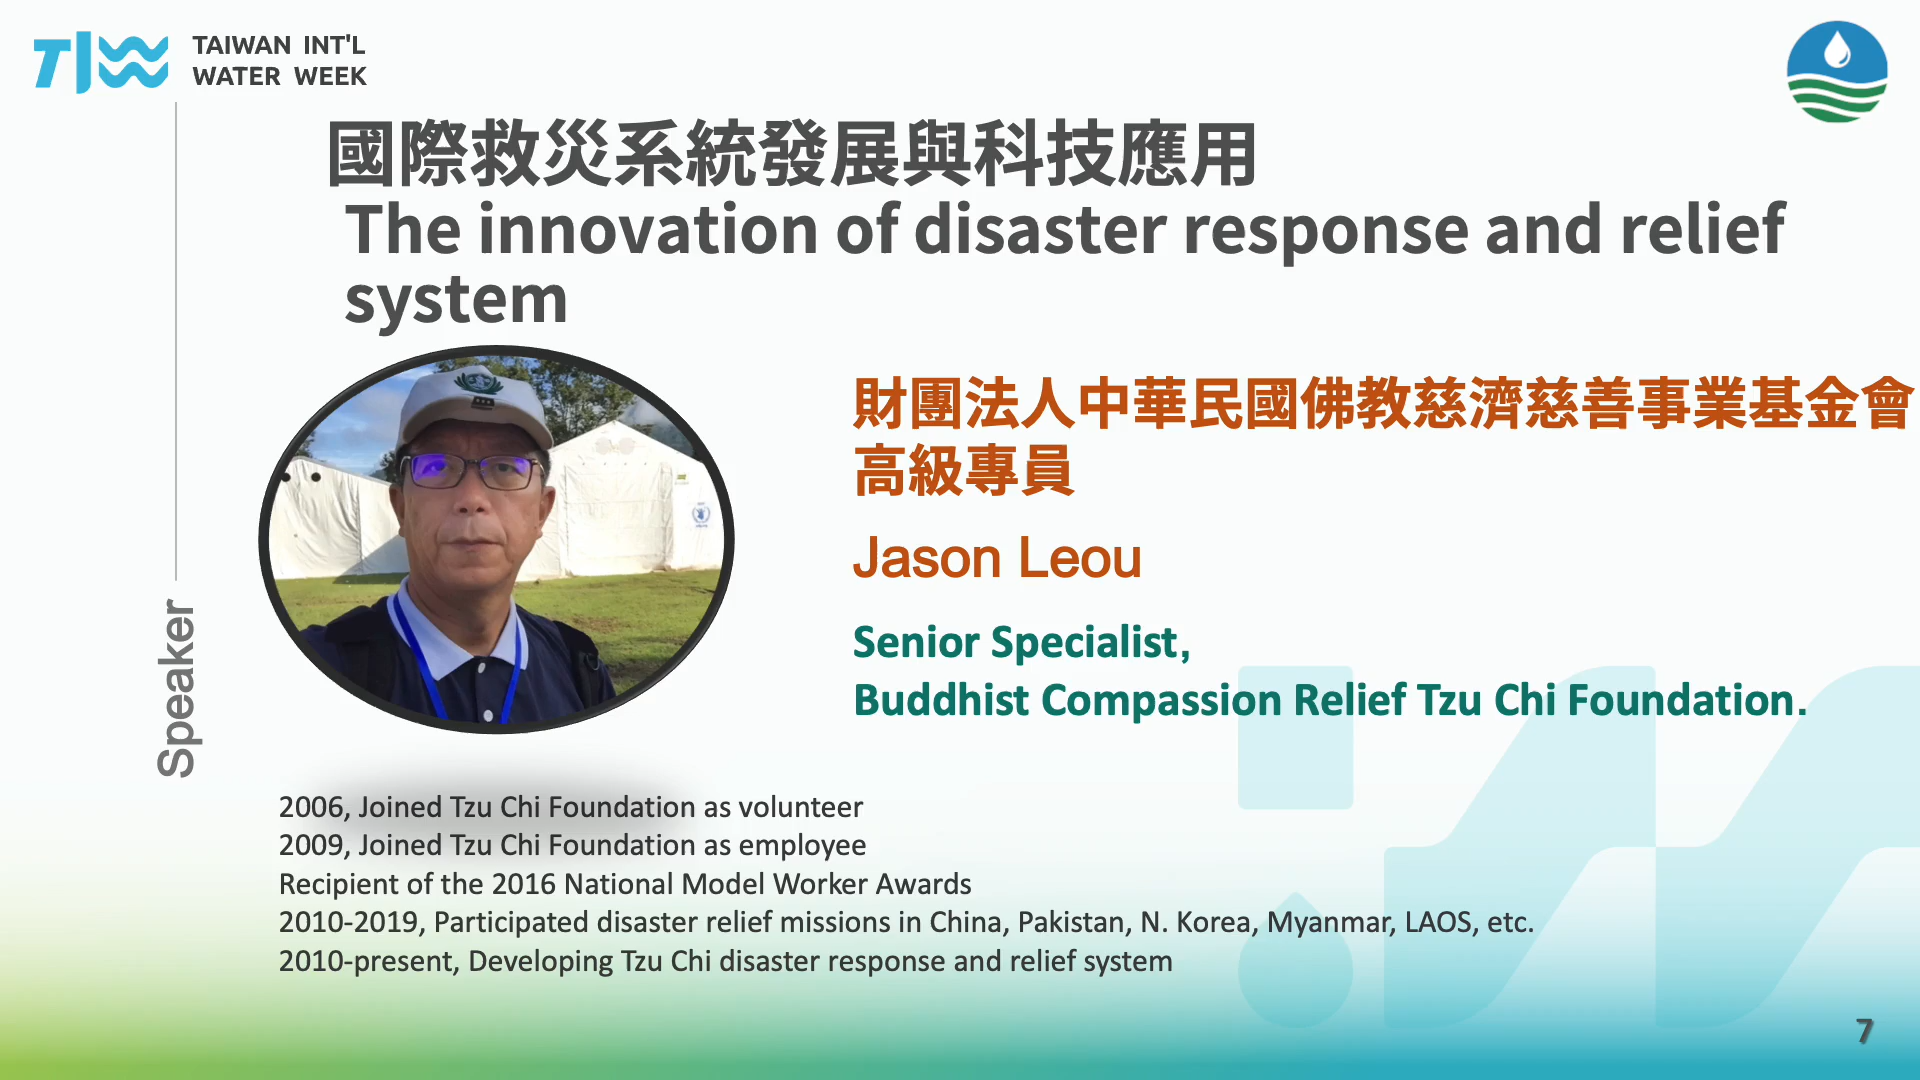 TIWW
TAIWAN INT'L
WATER WEEK
國際救災系統發展與科技應用
The innovation of disaster response and relief
system
財團法人中華民國佛教慈濟慈善事業基金會
高級專員
Jason Leou
Senior Specialist,
Buddhist Compassion Relief Tzu Chi Foundation.
Speaker
2006, Joined Tzu Chi Foundation as volunteer
2009, Joined Tzu Chi Foundation as employee
Recipient of the 2016 National Model Worker Awards
2010-2019, Participated disaster relief missions in China, Pakistan, N. Korea, Myanmar, LAOS, etc.
2010-present, Developing Tzu Chi disaster response and relief system
7